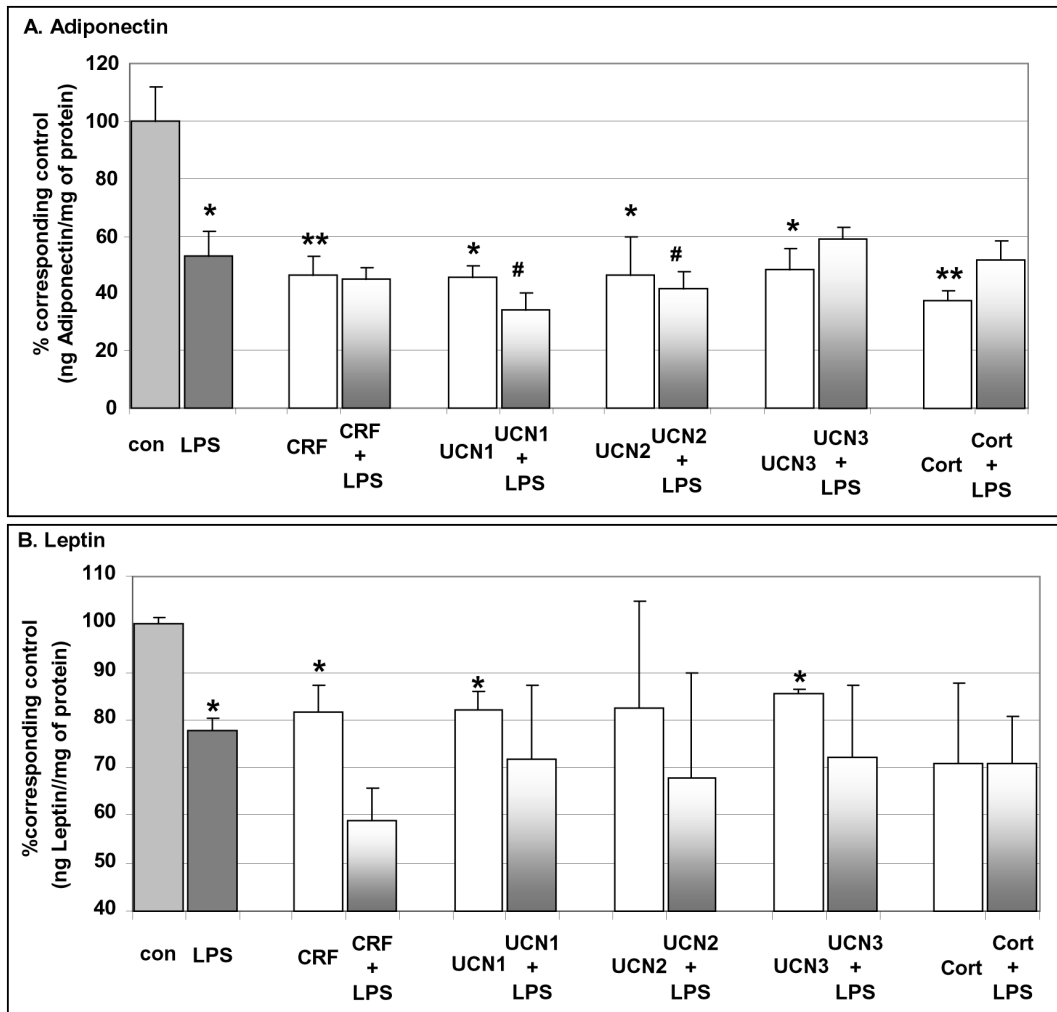 A. Adiponectin
% corresponding control
(ng Adiponectin/mg of protein)
120
100
80
60
40
20
0
*
**
*
#
*
#
*
**
con
LPS
CRF
CRF
+
LPS
UCN1
UCN1
+
LPS
UCN2
UCN2
+
LPS
UCN3
UCN3
+
LPS
Cort
Cort
+
LPS
B. Leptin
%corresponding control
(ng Leptin//mg of protein)
110
100
90
80
70
60
50
40
*
*
*
*
con
LPS
CRF
CRF
+
LPS
UCN1
UCN1
+
LPS
UCN2
UCN2
+
LPS
UCN3
UCN3
+
LPS
Cort
Cort
+
LPS